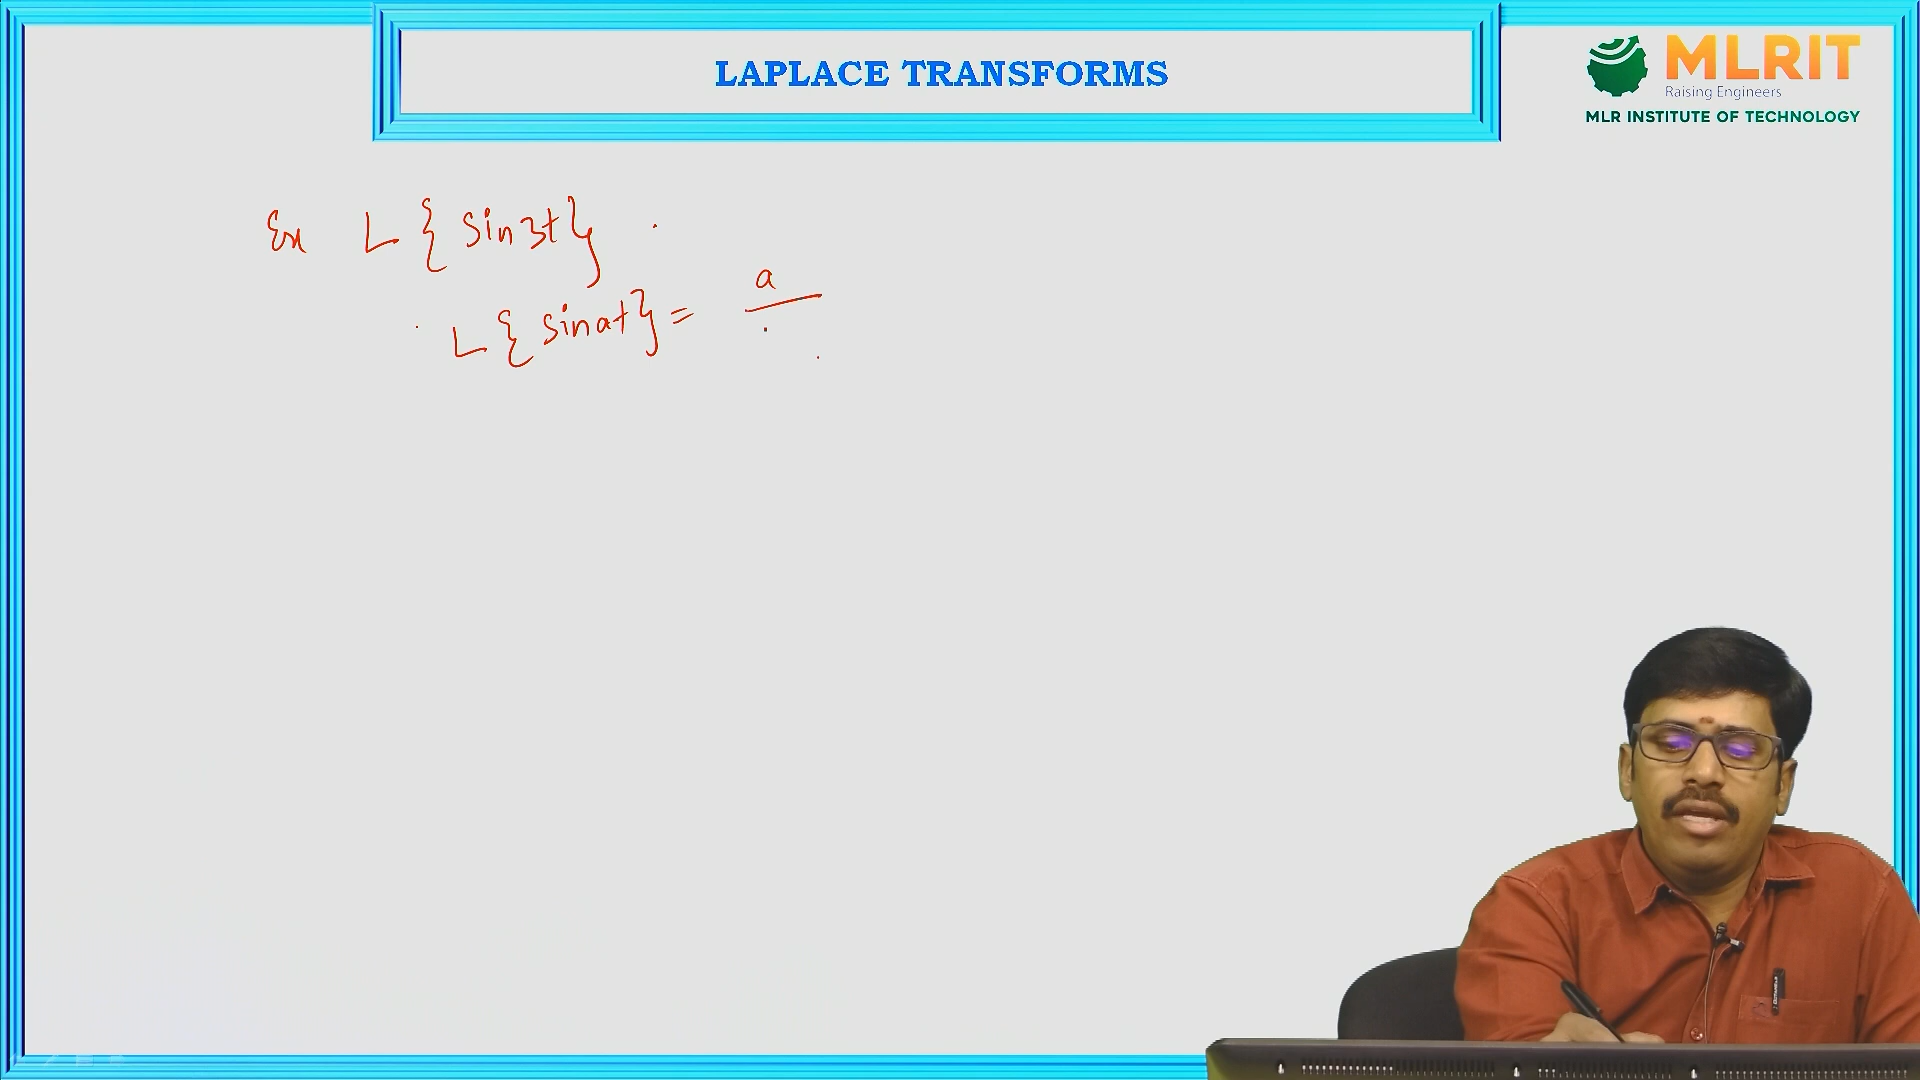 LAPLACE TRANSFORMS
MLRIT
Raising Engineers
MLR INSTITUTE OF TECHNOLOGY
Ex L{sin3t}
L{sinat} = a/